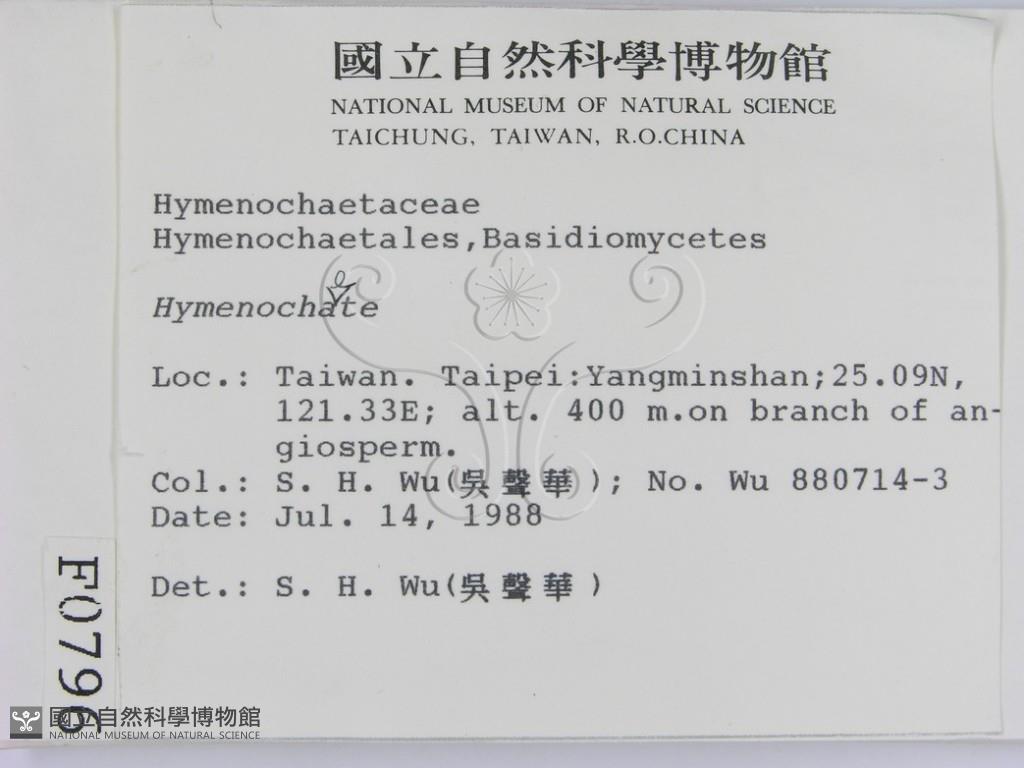 國立自然科學博物館
NATIONAL MUSEUM OF NATURAL SCIENCE
TAICHUNG, TAIWAN, R.O.CHINA
Hymenochaetaceae
Hymenochaetales,Basidiomycetes
e
Hymenochate
Loc.: Taiwan. Taipei:Yangminshan;25.09N,
121.33E; alt. 400 m.on branch of an-
giosperm.
Col.: S. H. Wu(吳聲華); No. Wu 880714-3
Date: Jul. 14, 1988
Det.: S. H. Wu(吳聲華)
F0796
國立自然科學博物館
NATIONAL MUSEUM OF NATURAL SCIENCE